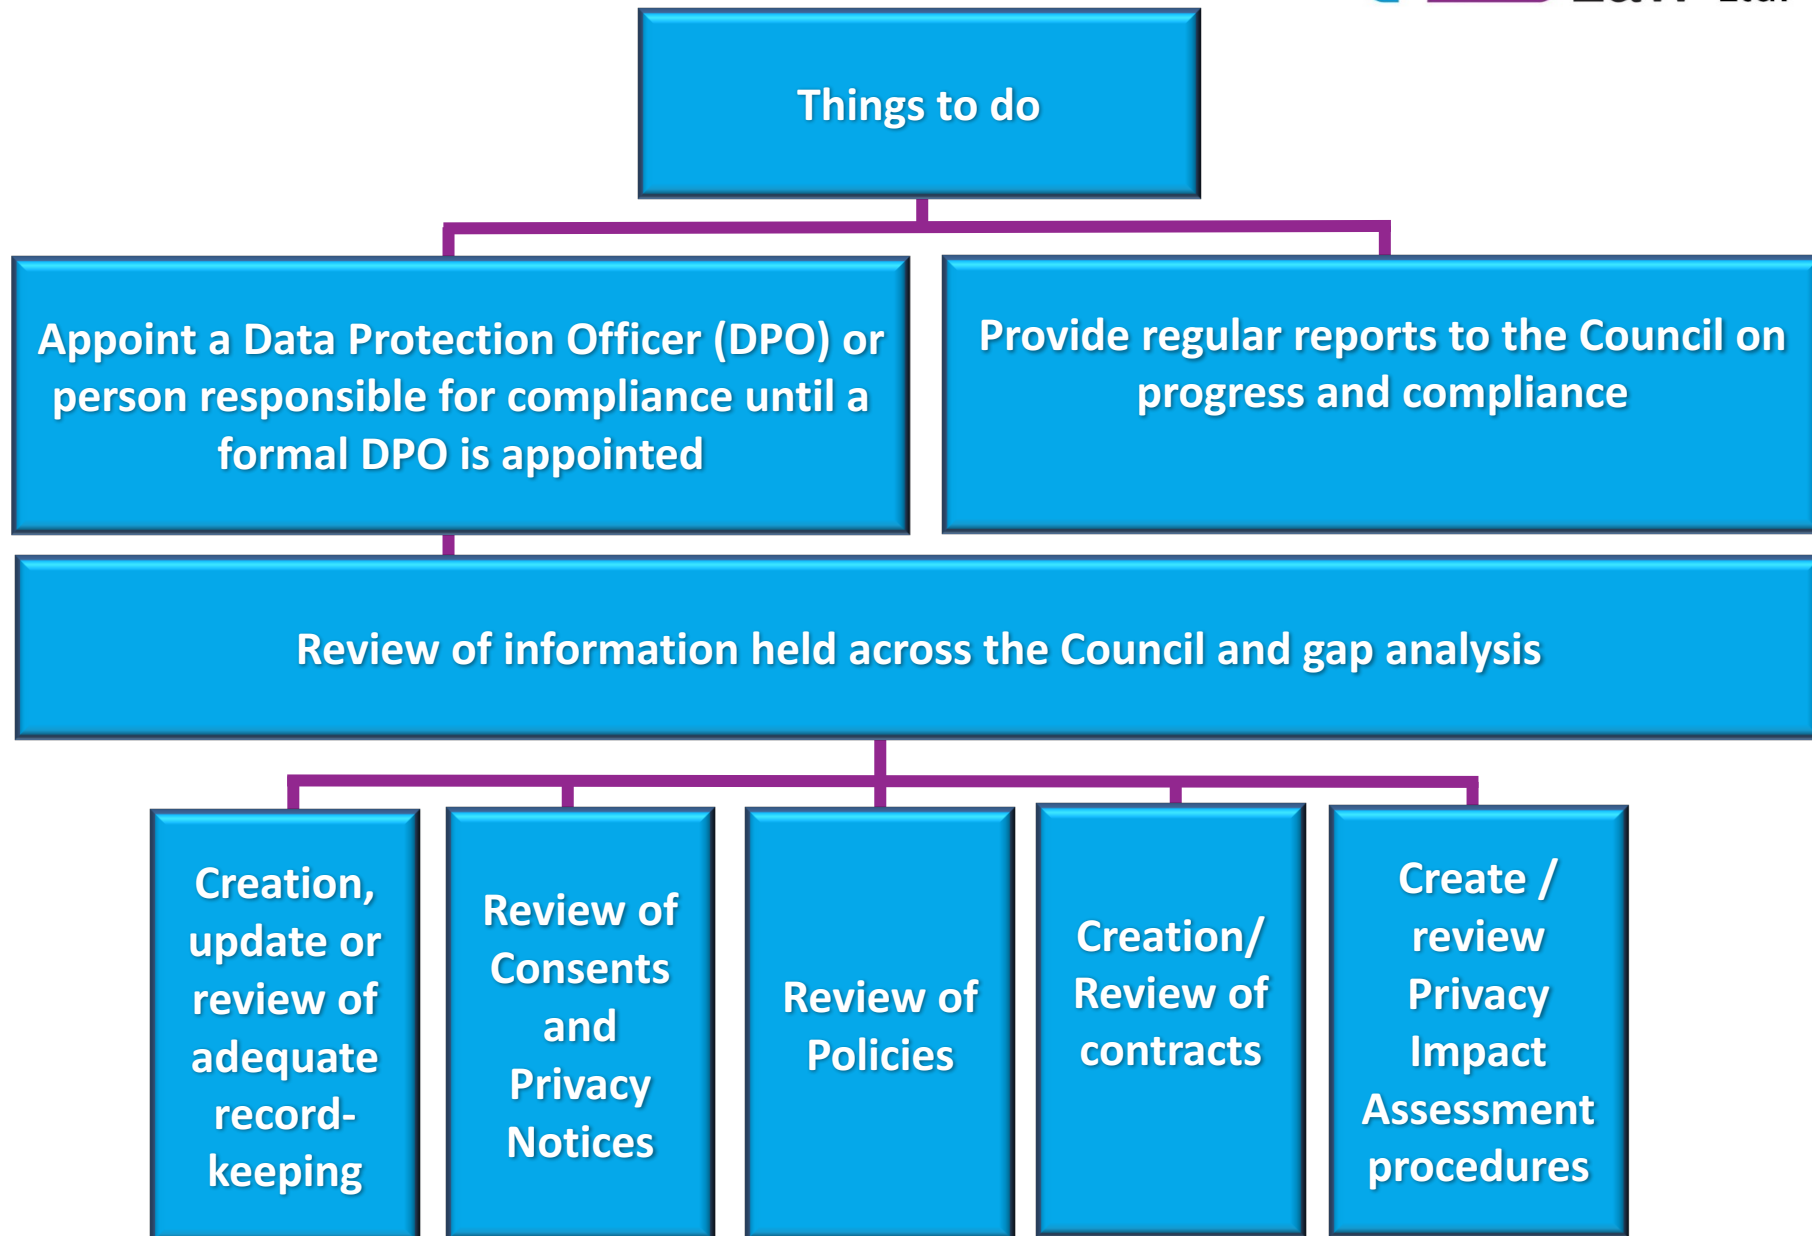 Things to do
Appoint a Data Protection Officer (DPO) or
person responsible for compliance until a
formal DPO is appointed
Provide regular reports to the Council on
progress and compliance
Review of information held across the Council and gap analysis
Creation,
update or
review of
adequate
record-
keeping
Review of
Consents
and
Privacy
Notices
Review of
Policies
Creation/
Review of
contracts
Create /
review
Privacy
Impact
Assessment
procedures